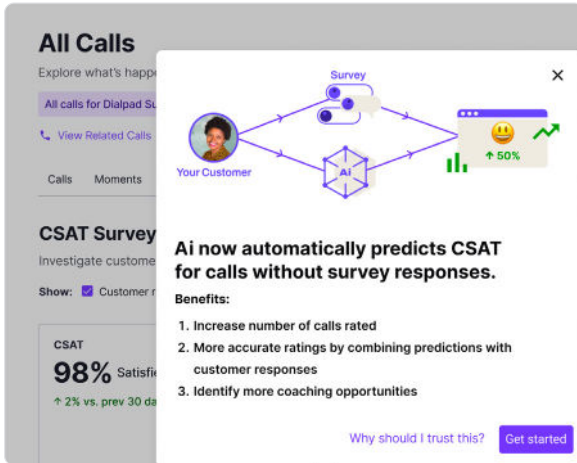 All Calls
Explore what's happe
All calls for Dialpad Su
View Related Calls
Calls Moments
CSAT Survey
Investigate custome
Show: Customer r
CSAT
98% Satisfie
↑ 2% vs. prev 30 da
Survey
Your Customer
Ai
↑ 50%
Ai now automatically predicts CSAT
for calls without survey responses.
Benefits:
1. Increase number of calls rated
2. More accurate ratings by combining predictions with
customer responses
3. Identify more coaching opportunities
Why should I trust this? Get started